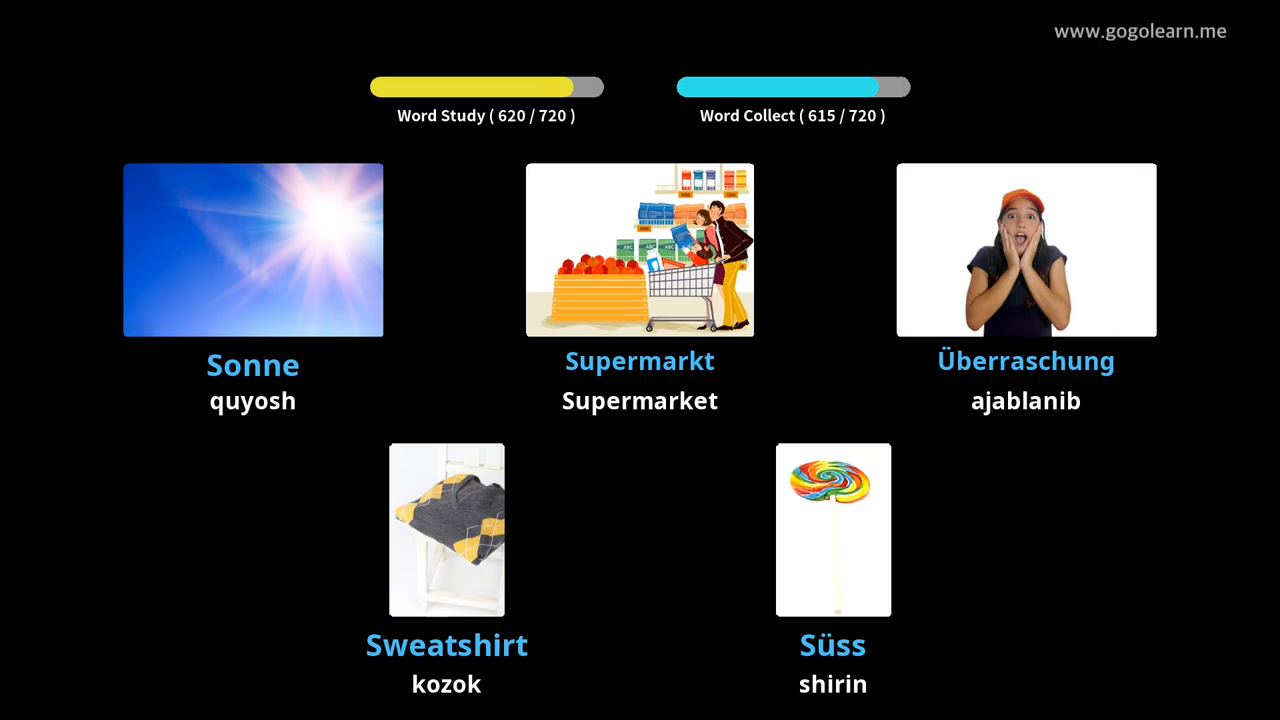 www.gogolearn.me
Word Study ( 620 / 720 )
Word Collect ( 615 / 720 )
Sonne
quyosh
Supermarkt
Supermarket
Überraschung
ajablanib
Sweatshirt
kozok
Süss
shirin